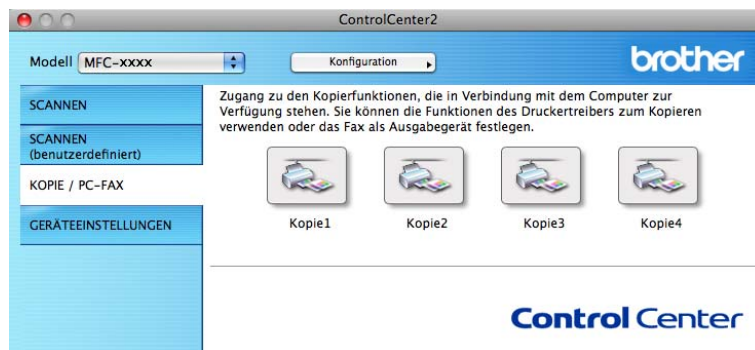 ControlCenter2
Modell MFC-xxxx Konfiguration brother
SCANNEN
SCANNEN
(benutzerdefiniert)
KOPIE / PC-FAX
GERÄTEEINSTELLUNGEN
Zugang zu den Kopierfunktionen, die in Verbindung mit dem Computer zur
Verfügung stehen. Sie können die Funktionen des Druckertreibers zum Kopieren
verwenden oder das Fax als Ausgabegerät festlegen.
Kopie1 Kopie2 Kopie3 Kopie4
Control Center